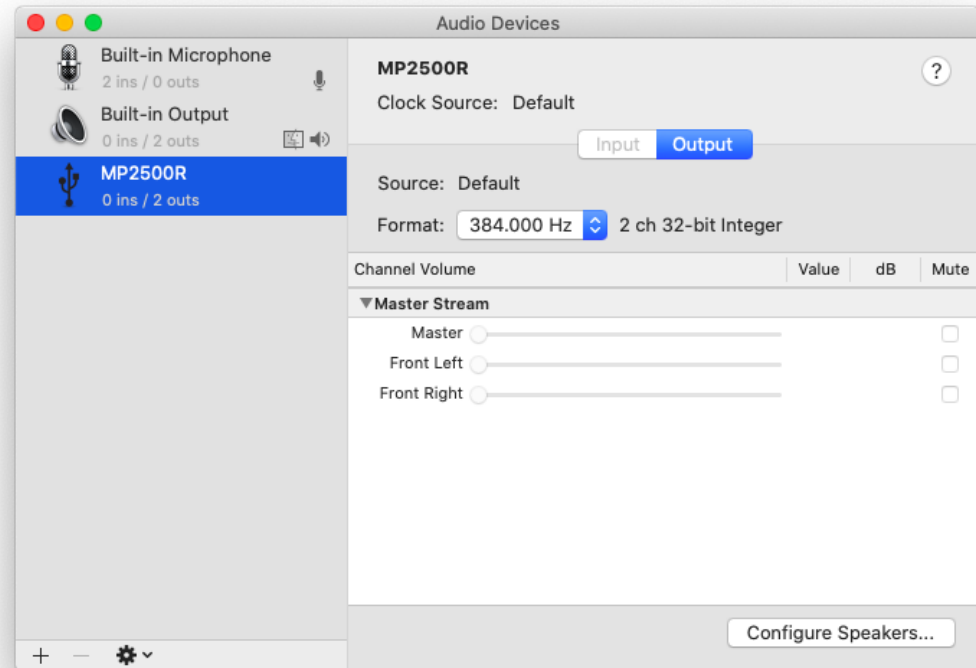 Audio Devices
Built-in Microphone
2 ins / 0 outs
Built-in Output
0 ins / 2 outs
MP2500R
0 ins / 2 outs
MP2500R
?
Clock Source: Default
Input Output
Source: Default
Format: 384.000 Hz 2 ch 32-bit Integer
Channel Volume Value dB Mute
Master Stream
Master
Front Left
Front Right
Configure Speakers...